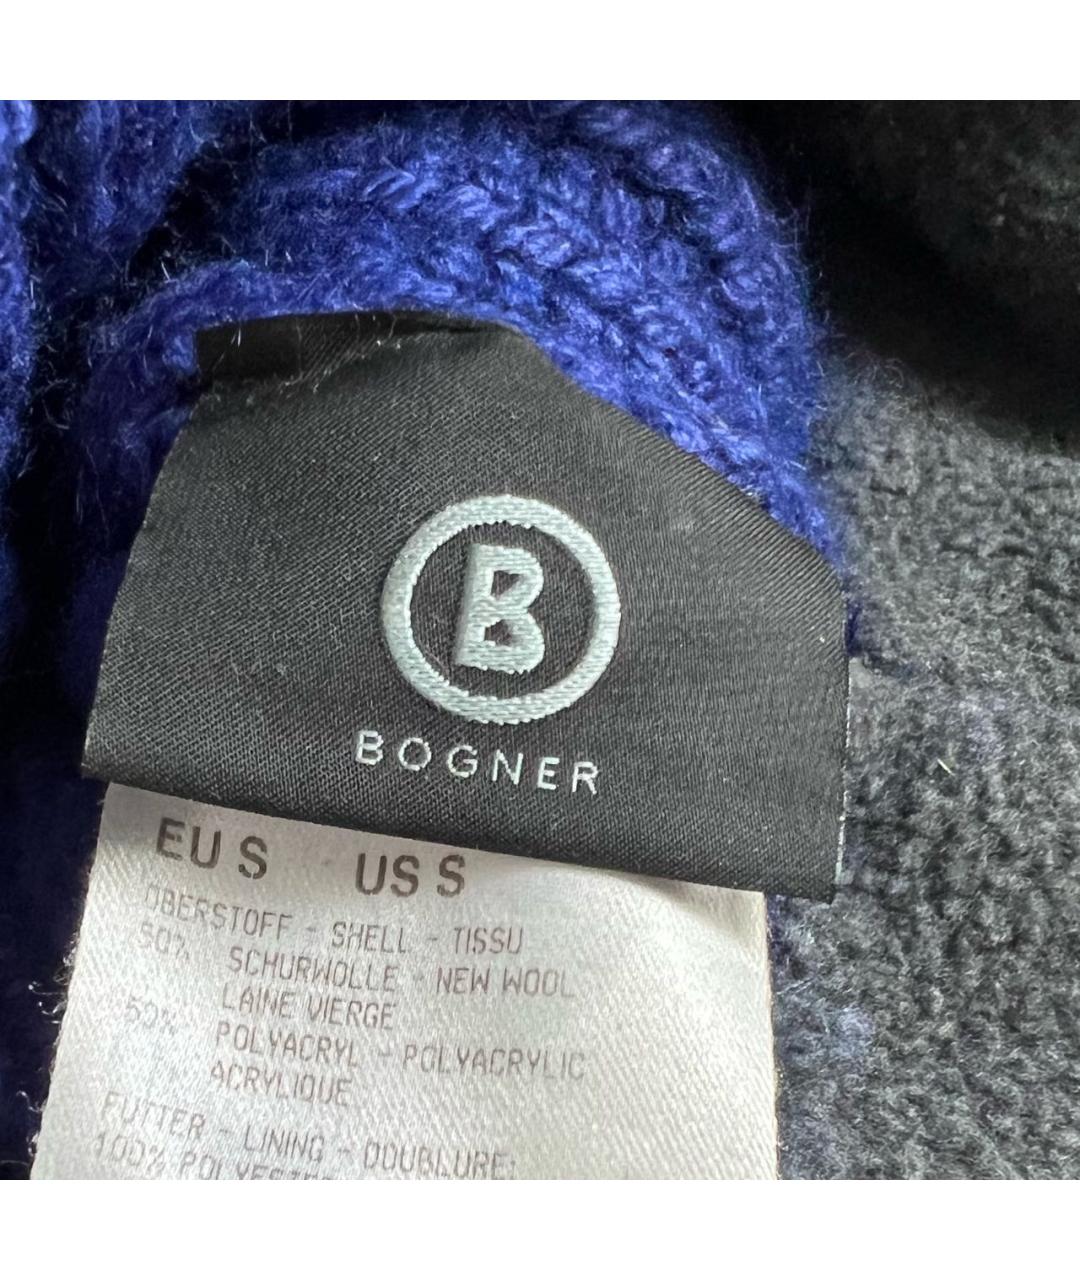 B
BOGNER
EU S US S
OBERSTOFF - SHELL - TISSU
50% SCHURWOLLE - NEW WOOL
LAINE VIERGE
50% POLYACRYL - POLYACRYLIC
ACRYLIQUE
FUTTER - LINING - DOUBLURE:
100%